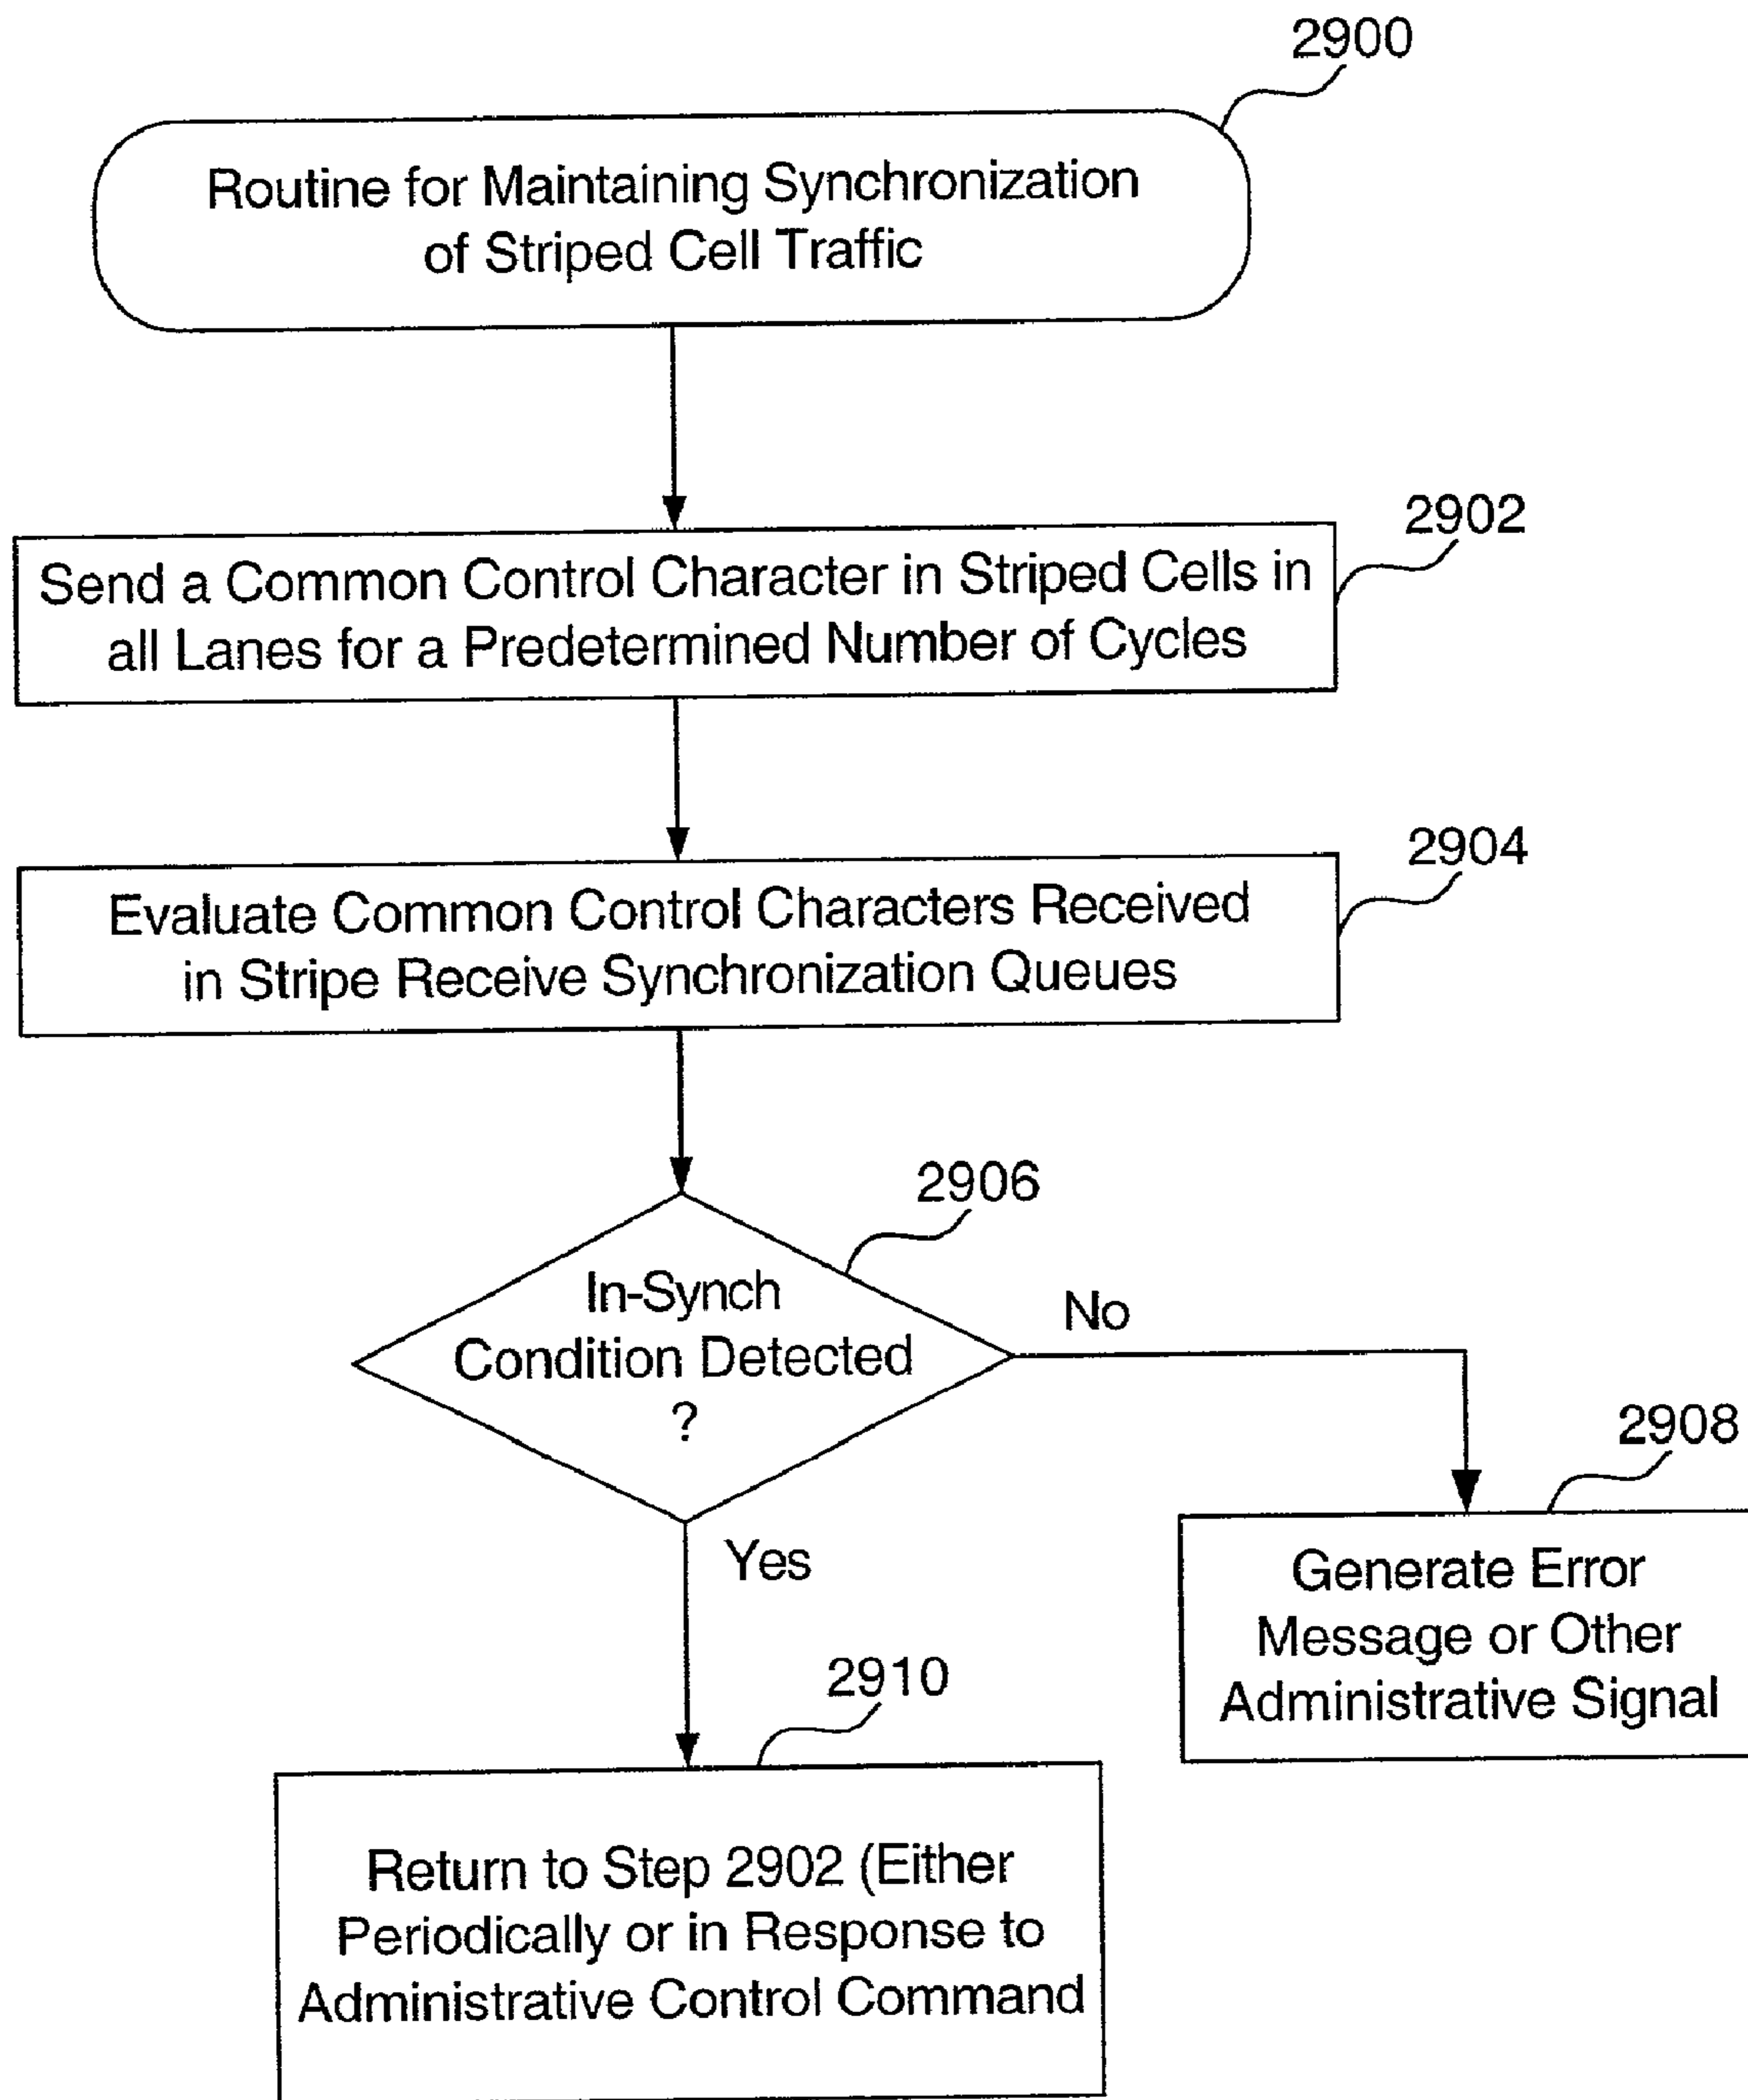 2900
Routine for Maintaining Synchronization
of Striped Cell Traffic
2902
Send a Common Control Character in Striped Cells in
all Lanes for a Predetermined Number of Cycles
2904
Evaluate Common Control Characters Received
in Stripe Receive Synchronization Queues
2906
In-Synch
Condition Detected
?
No
Yes
2908
Generate Error
Message or Other
Administrative Signal
2910
Return to Step 2902 (Either
Periodically or in Response to
Administrative Control Command